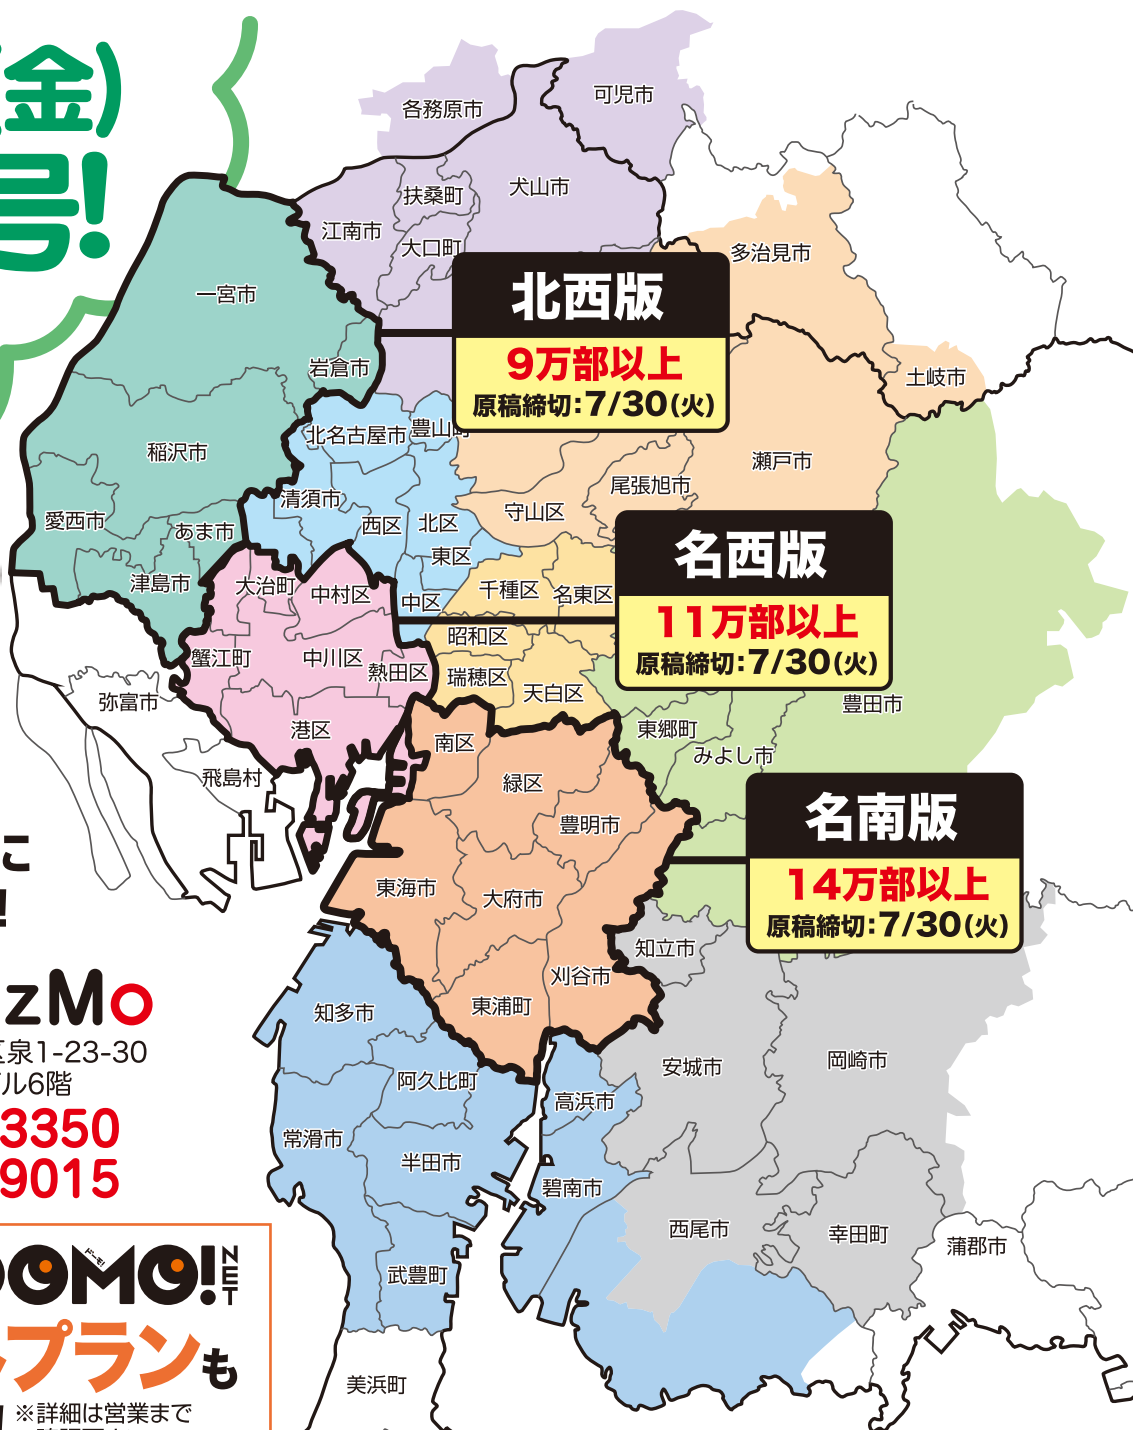 (金)
号!
各務原市
可児市
扶桑町
犬山市
江南市
大口町
多治見市
一宮市
北西版
9万部以上
原稿締切:7/30(火)
岩倉市
土岐市
北名古屋市
豊山町
稲沢市
瀬戸市
尾張旭市
清須市
愛西市
あま市
西区
北区
守山区
東区
名西版
11万部以上
原稿締切:7/30(火)
津島市
大治町
中村区
中区
千種区
名東区
昭和区
蟹江町
中川区
熱田区
瑞穂区
天白区
弥富市
港区
豊田市
東郷町
みよし市
南区
飛島村
緑区
名南版
14万部以上
原稿締切:7/30(火)
豊明市
に
!
東海市
大府市
知立市
刈谷市
zMo
区泉1-23-30
ビル6階
3350
9015
知多市
東浦町
安城市
岡崎市
阿久比町
高浜市
常滑市
半田市
碧南市
西尾市
幸田町
蒲郡市
武豊町
DOMO!NET
ドーモ!
プランも
美浜町
※詳細は営業まで